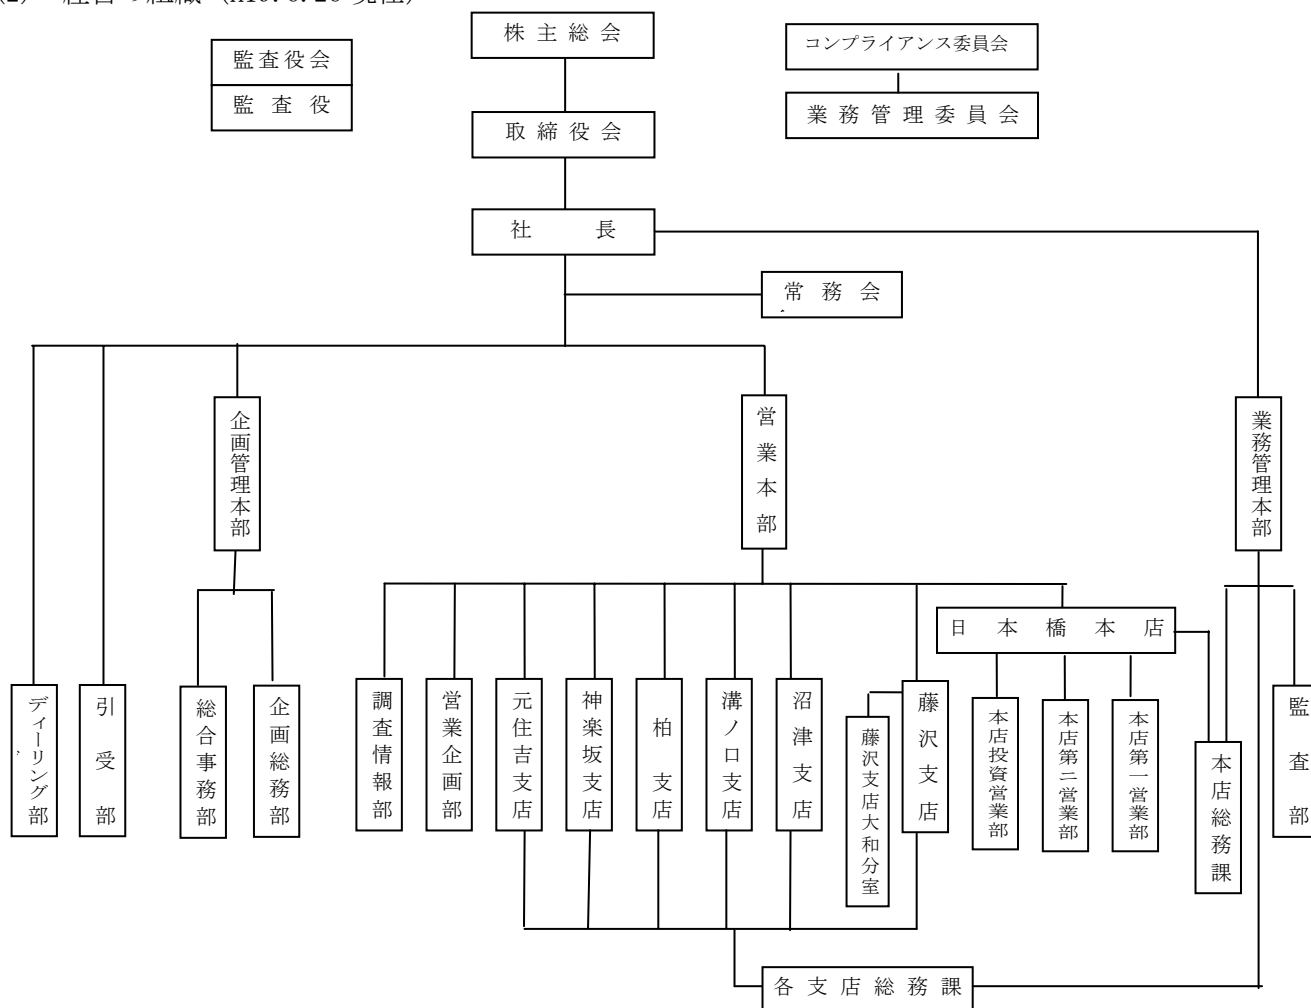 株主総会
監査役会
監査役
コンプライアンス委員会
業務管理委員会
取締役会
社長
常務会
企画管理本部
営業本部
業務管理本部
日本橋本店
ディーリング部
引受部
総合事務部
企画総務部
調査情報部
営業企画部
元住吉支店
神楽坂支店
柏支店
溝ノ口支店
沼津支店
藤沢支店大和分室
藤沢支店
本店投資営業部
本店第二営業部
本店第一営業部
本店総務課
監査部
各支店総務課